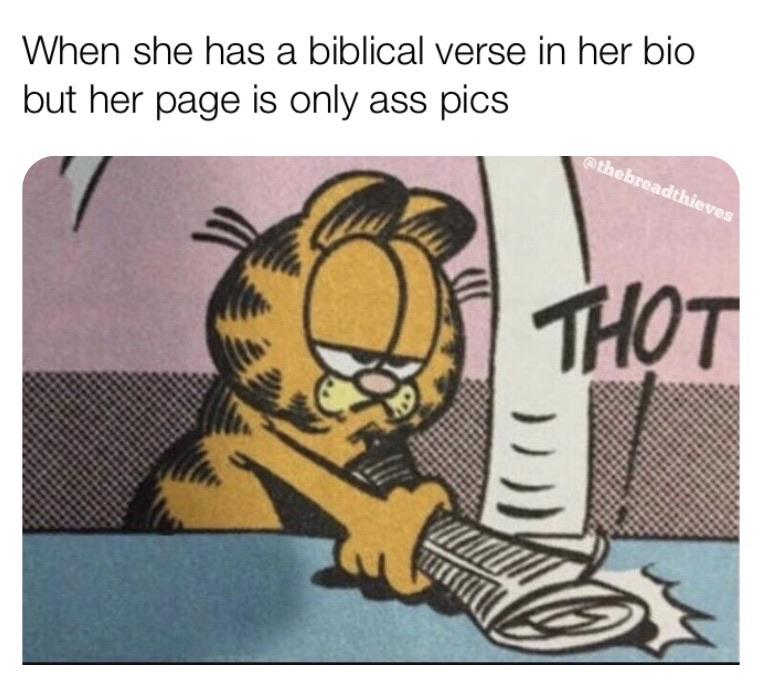 When she has a biblical verse in her bio
but her page is only ass pics
@thebreadthieves
THOT